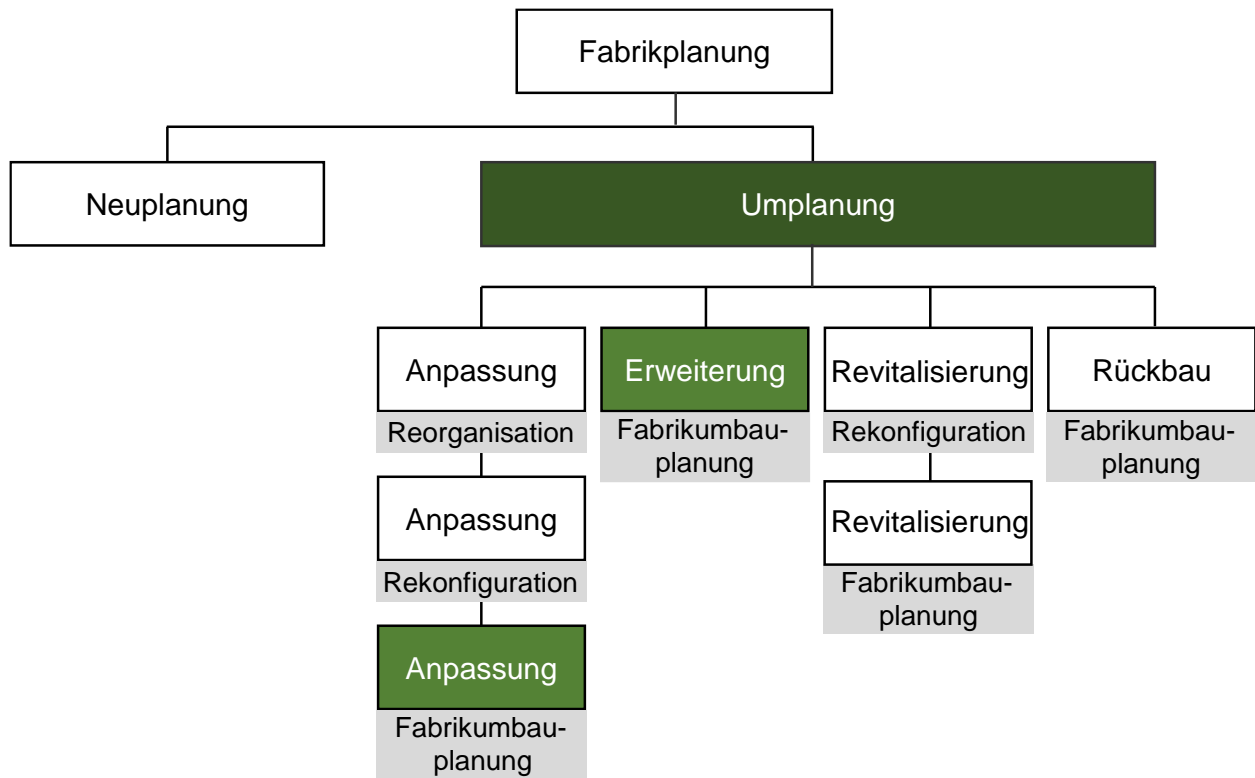 Fabrikplanung
Neuplanung
Umplanung
Anpassung
Reorganisation
Anpassung
Rekonfiguration
Anpassung
Fabrikumbau-
planung
Erweiterung
Fabrikumbau-
planung
Revitalisierung
Rekonfiguration
Revitalisierung
Fabrikumbau-
planung
Rückbau
Fabrikumbau-
planung